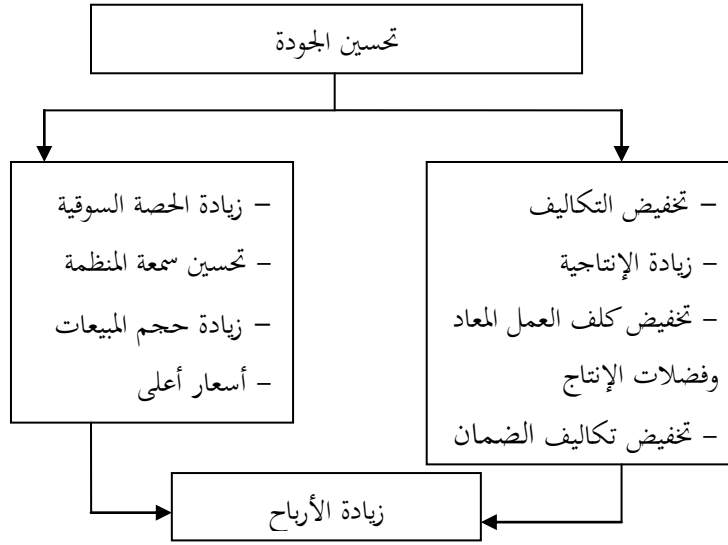 تحسين الجودة
– تخفيض التكاليف
– زيادة الإنتاجية
– تخفيض كلف العمل المعاد
وفضلات الإنتاج
– تخفيض تكاليف الضمان
– زيادة الحصة السوقية
– تحسين سمعة المنظمة
– زيادة حجم المبيعات
– أسعار أعلى
زيادة الأرباح